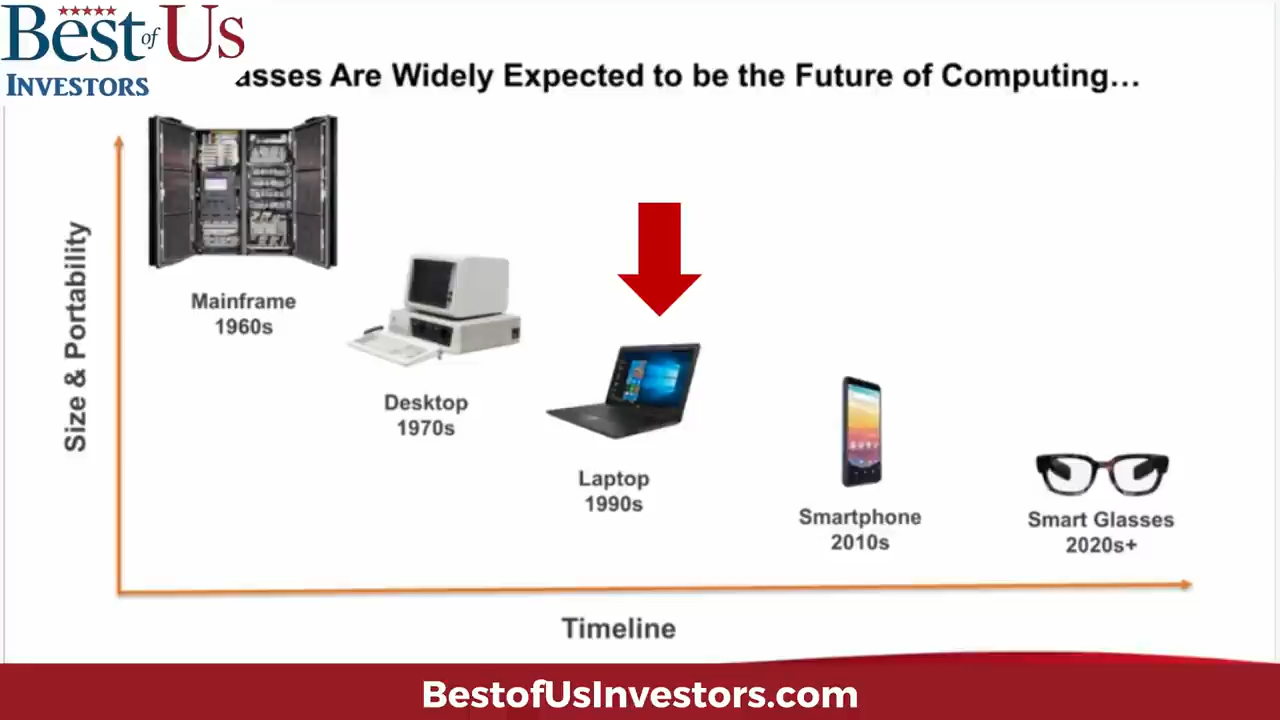 Best of Us
INVESTORS
asses Are Widely Expected to be the Future of Computing…
Size & Portability
Mainframe
1960s
Desktop
1970s
Laptop
1990s
Smartphone
2010s
Smart Glasses
2020s+
Timeline
BestofUsInvestors.com